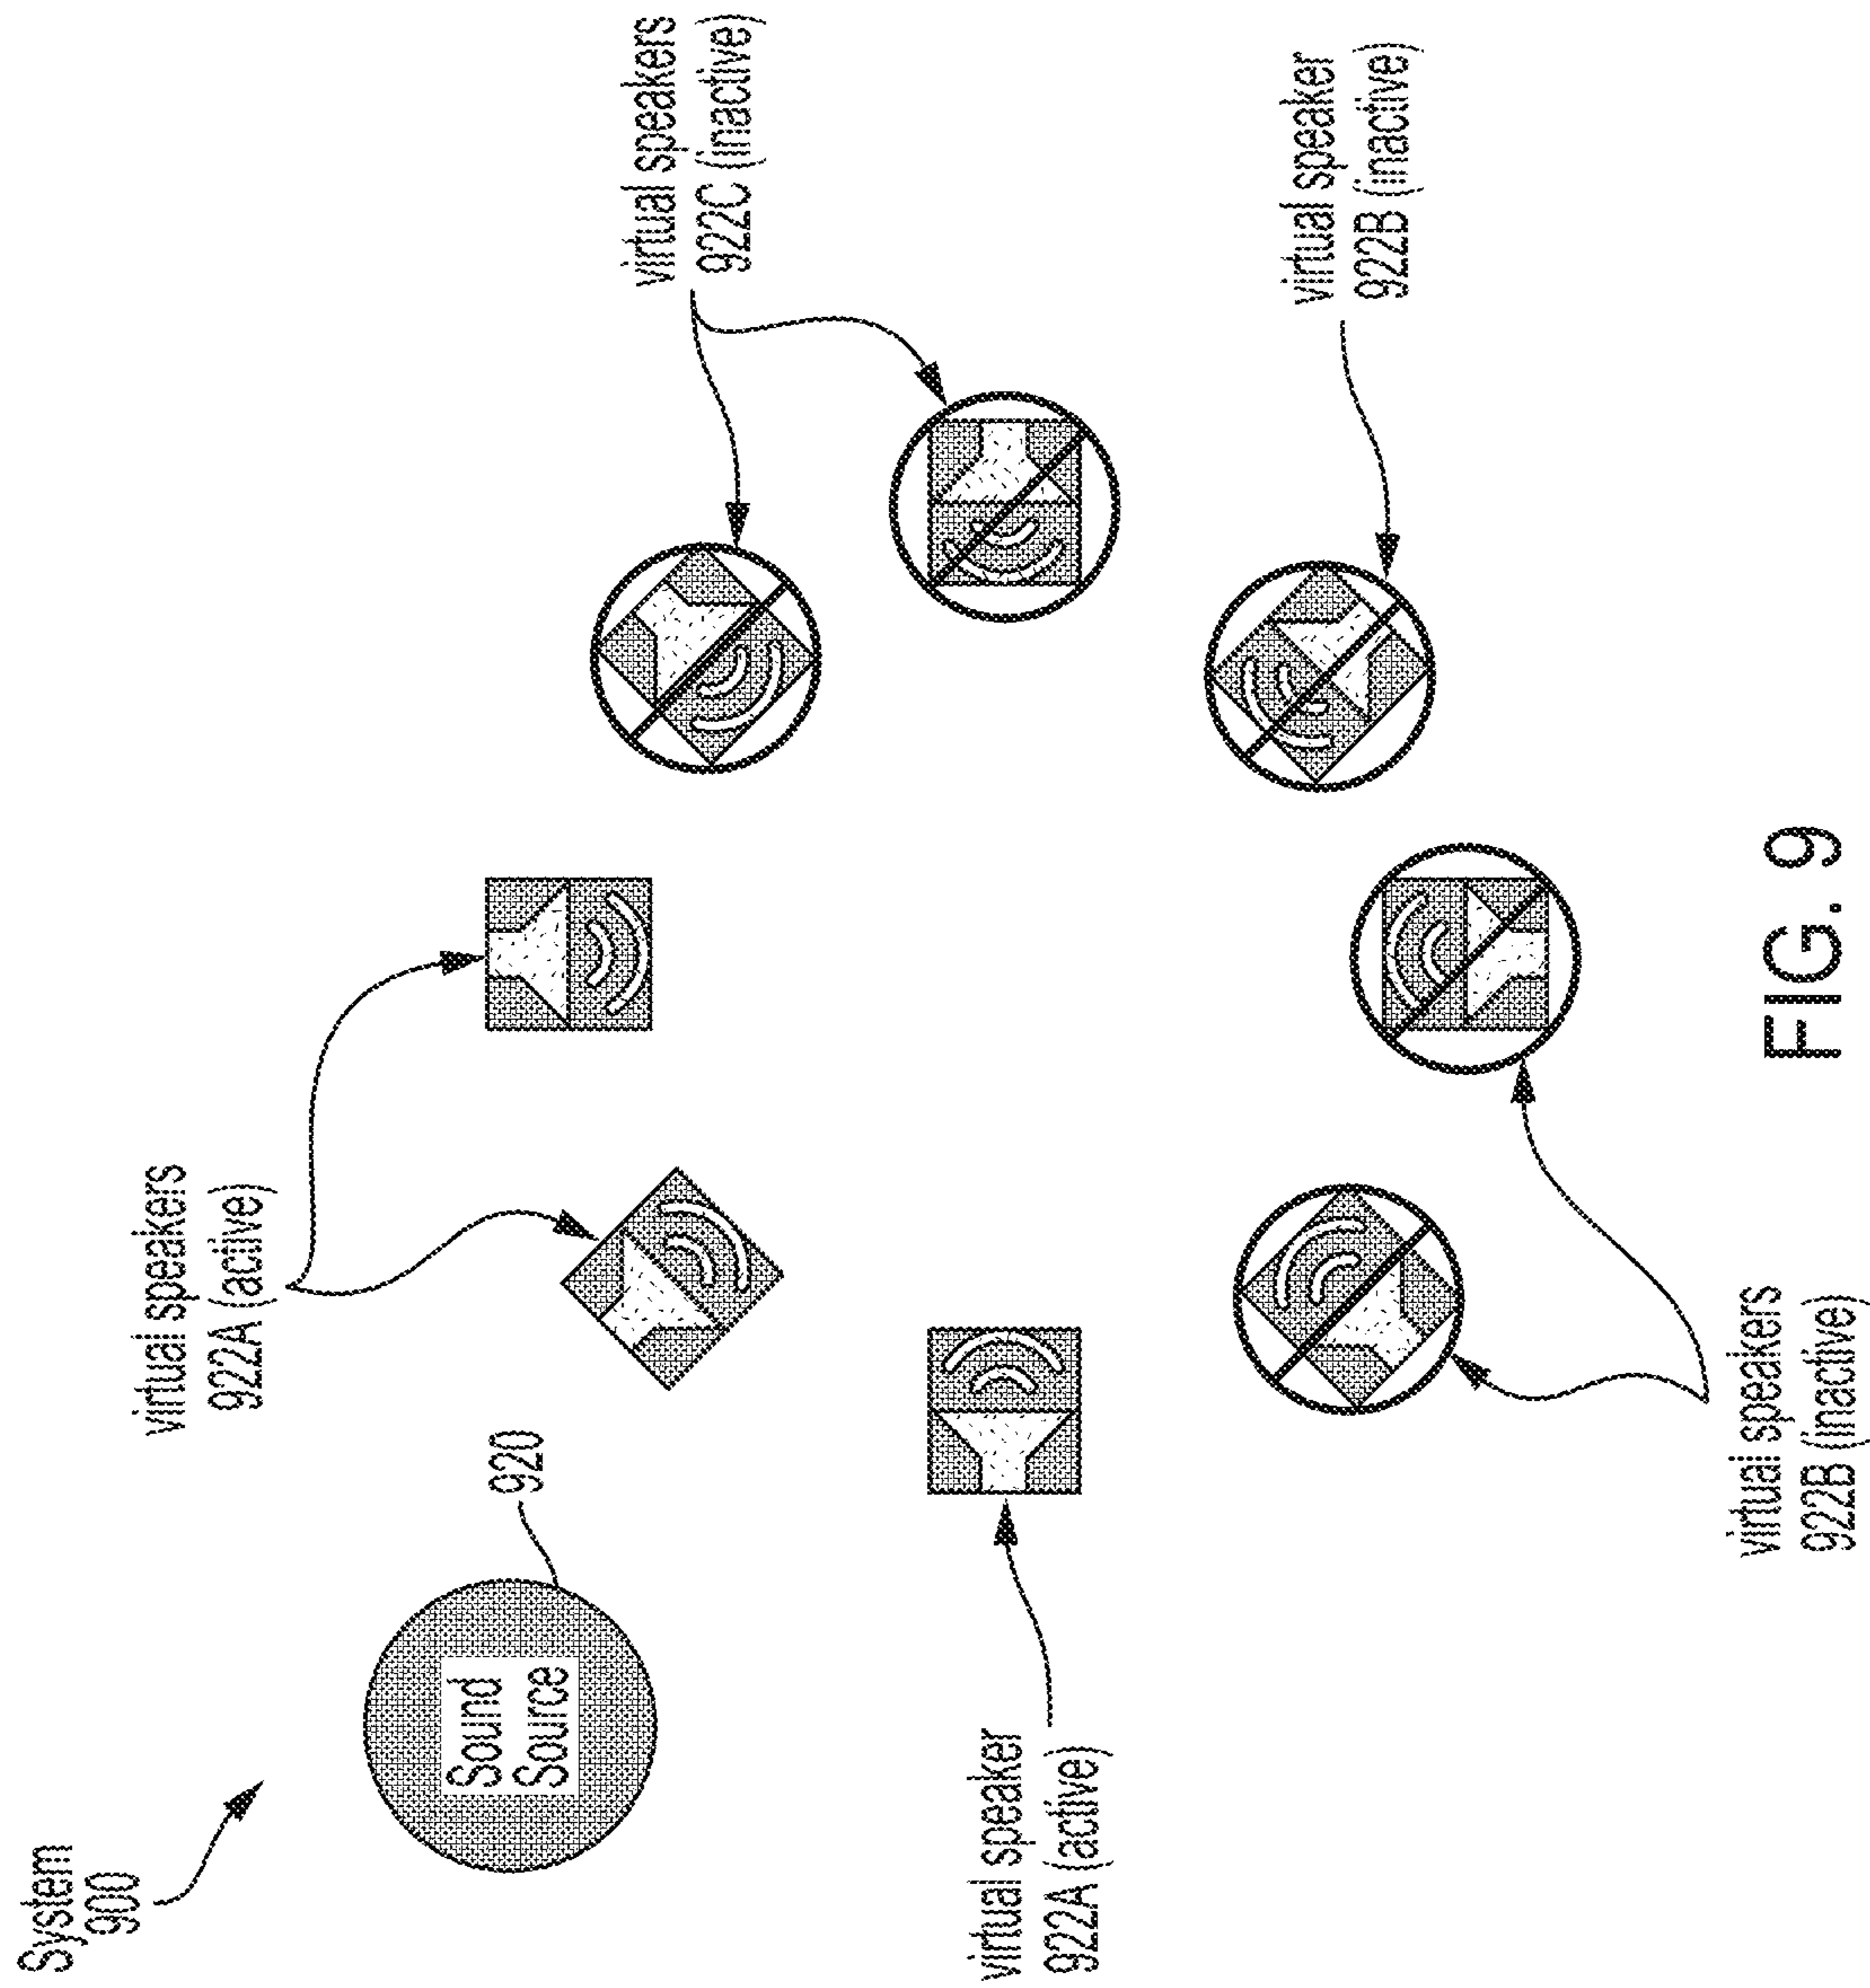 System
900
virtual speakers
922A (active)
Sound
Source
920
virtual speakers
922C (inactive)
virtual speaker
922A (active)
virtual speaker
922B (inactive)
virtual speakers
922B (inactive)
FIG. 9